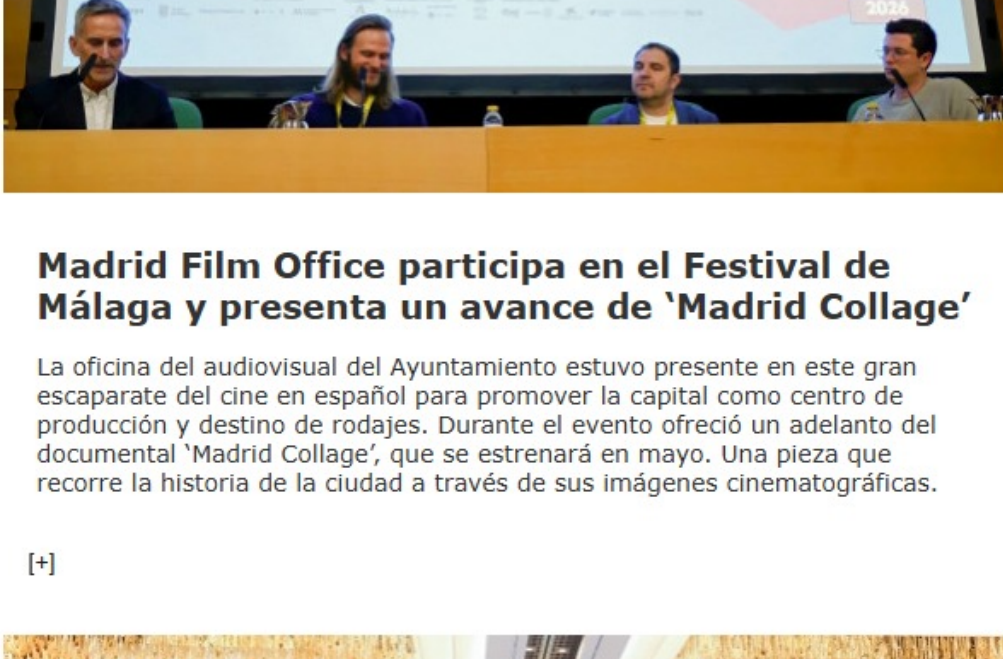 2026
Madrid Film Office participa en el Festival de
Málaga y presenta un avance de ‘Madrid Collage’
La oficina del audiovisual del Ayuntamiento estuvo presente en este gran
escaparate del cine en español para promover la capital como centro de
producción y destino de rodajes. Durante el evento ofreció un adelanto del
documental ‘Madrid Collage’, que se estrenará en mayo. Una pieza que
recorre la historia de la ciudad a través de sus imágenes cinematográficas.
[+]